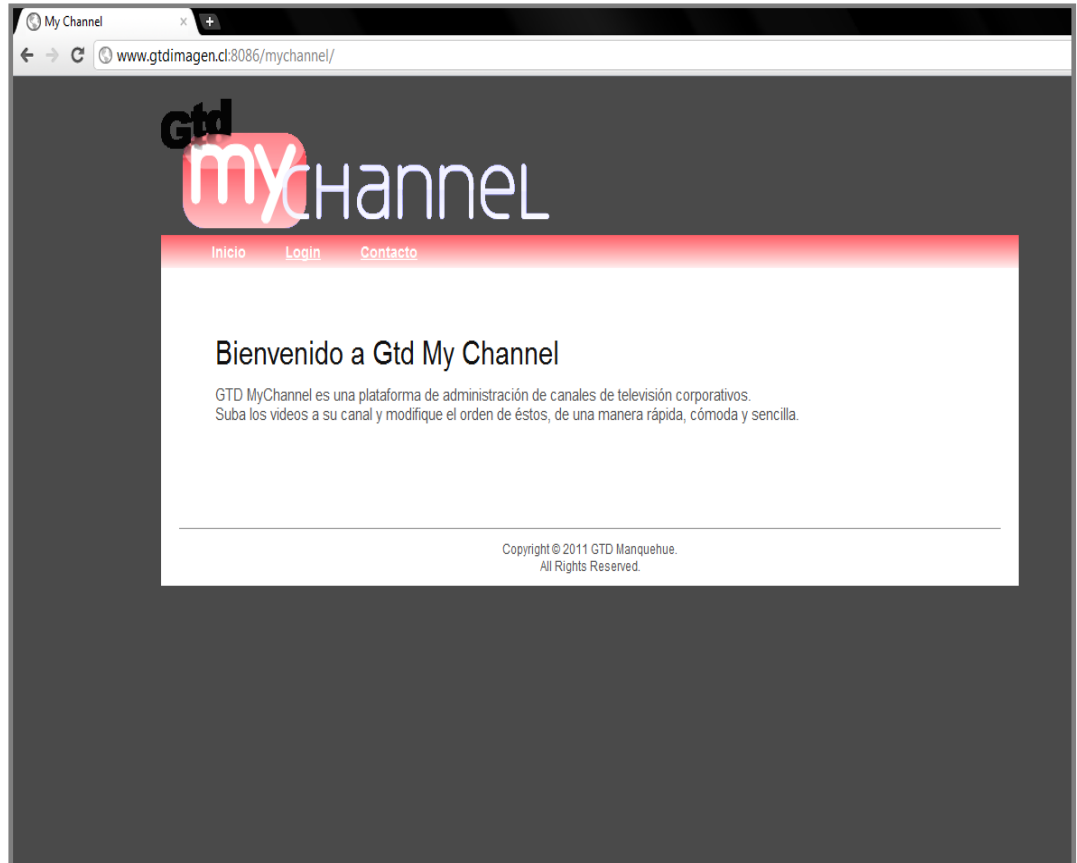 My Channel
www.gtdimagen.cl:8086/mychannel/
Gtd
myCHanneL
Inicio Login Contacto
Bienvenido a Gtd My Channel
GTD MyChannel es una plataforma de administración de canales de televisión corporativos.
Suba los videos a su canal y modifique el orden de éstos, de una manera rápida, cómoda y sencilla.
Copyright © 2011 GTD Manquehue.
All Rights Reserved.